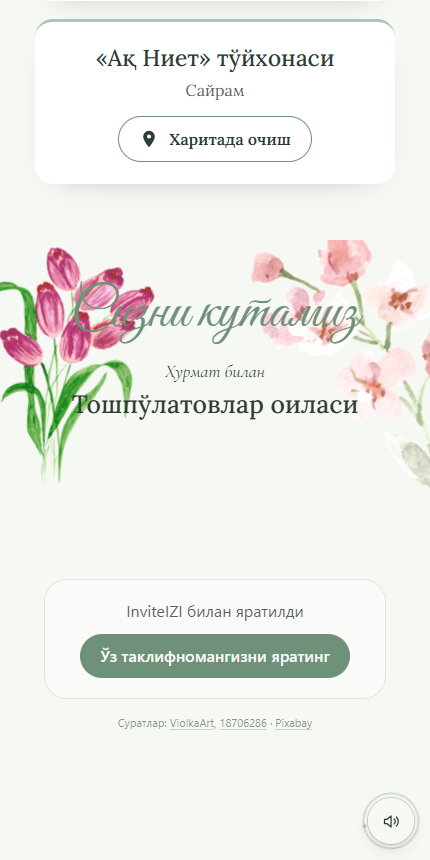 «Ақ Ниет» тўйхонаси
Сайрам
Харитада очиш
Сизни кутамиз
Хурмат билан
Тошпўлатовлар оиласи
InviteIZI билан яратилди
Ўз таклифномангизни яратинг
Суратлар: ViolkaArt, 18706286 · Pixabay